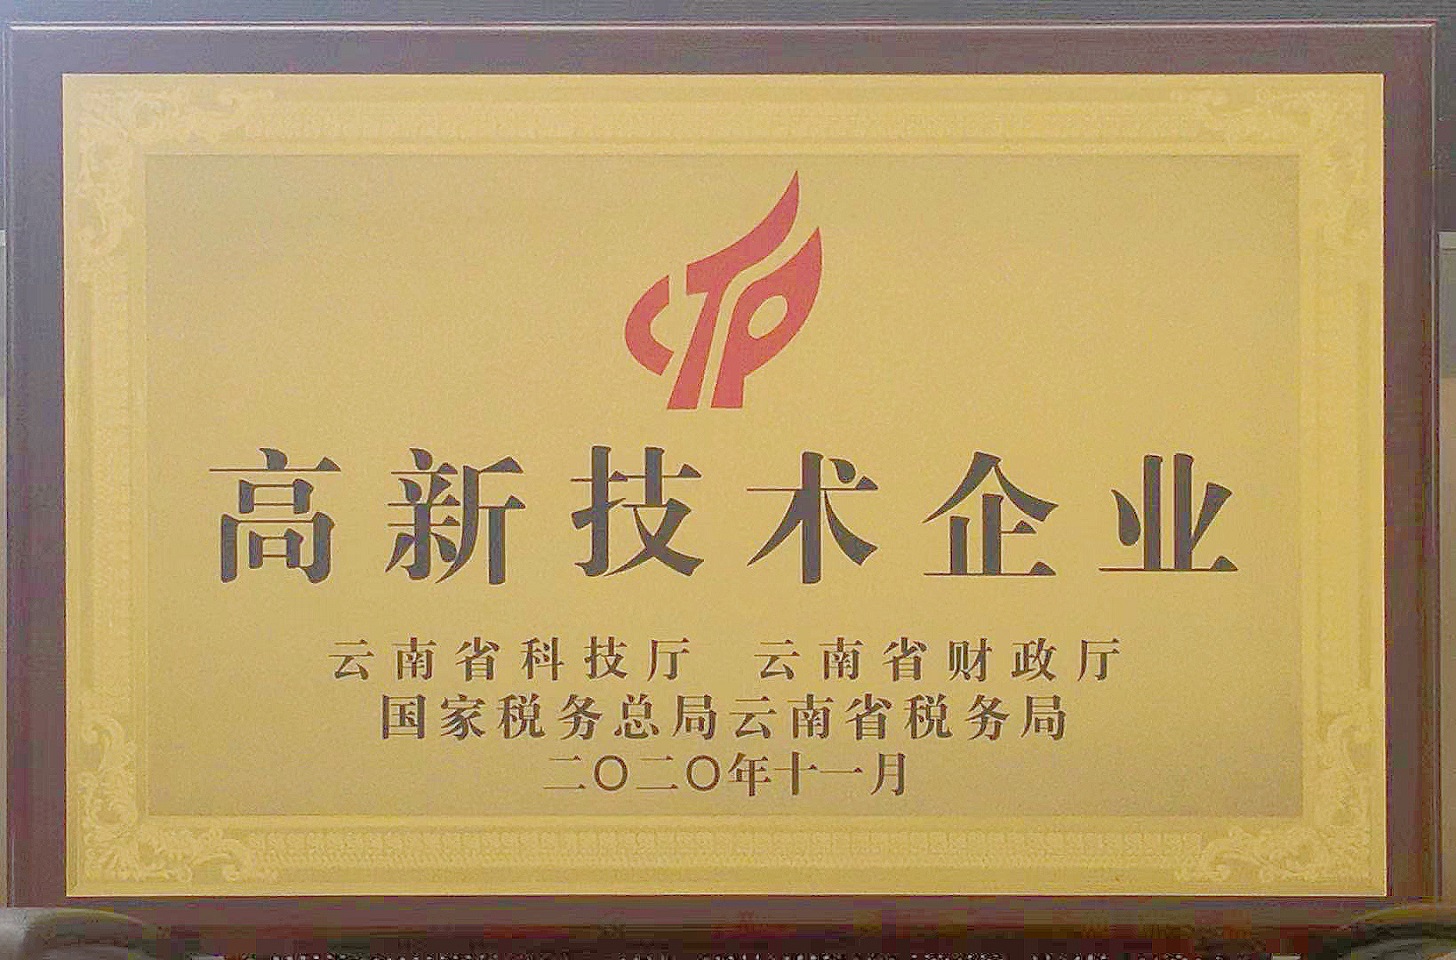 CTP
高新技术企业
云南省科技厅 云南省财政厅
国家税务总局云南省税务局
二〇二〇年十一月